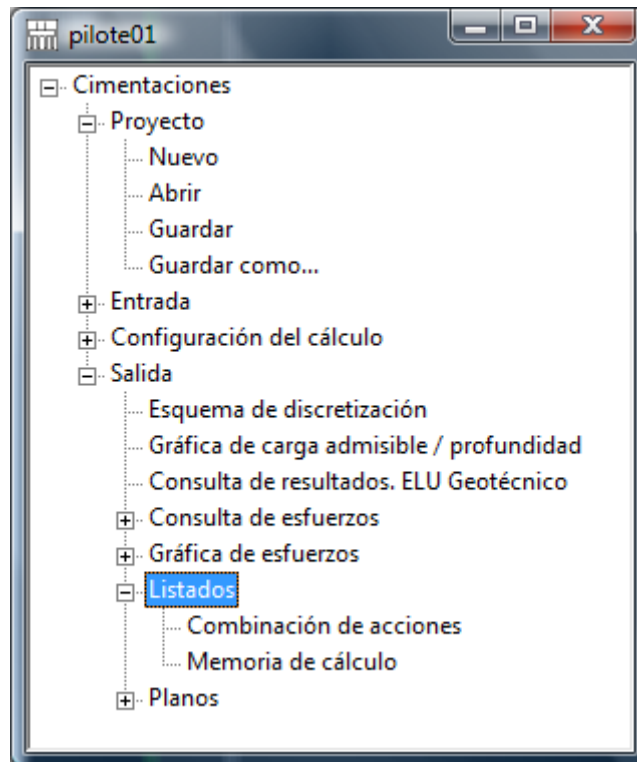 pilote01
Cimentaciones
Proyecto
Nuevo
Abrir
Guardar
Guardar como...
Entrada
Configuración del cálculo
Salida
Esquema de discretización
Gráfica de carga admisible / profundidad
Consulta de resultados. ELU Geotécnico
Consulta de esfuerzos
Gráfica de esfuerzos
Listados
Combinación de acciones
Memoria de cálculo
Planos